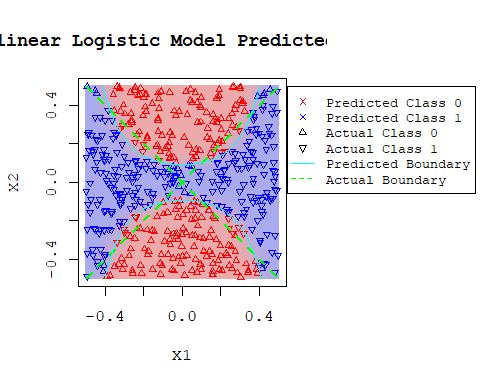 linear Logistic Model Predicted
Predicted Class 0
Predicted Class 1
Actual Class 0
Actual Class 1
Predicted Boundary
Actual Boundary
0.4
0.0
-0.4
X2
-0.4 0.0 0.4
X1